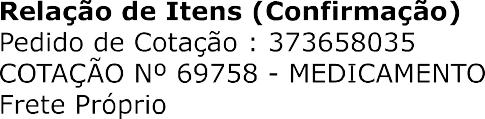 Relação de Itens (Confirmação)
Pedido de Cotação : 373658035
COTAÇÃO Nº 69758 - MEDICAMENTO
Frete Próprio